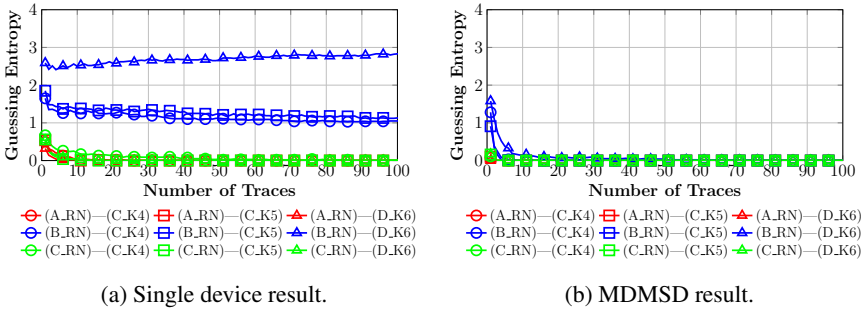 Guessing Entropy
4
3
2
1
0
0 10 20 30 40 50 60 70 80 90 100
Number of Traces
(A_RN)—(C_K4) (A_RN)—(C_K5) (A_RN)—(D_K6)
(B_RN)—(C_K4) (B_RN)—(C_K5) (B_RN)—(D_K6)
(C_RN)—(C_K4) (C_RN)—(C_K5) (C_RN)—(D_K6)
(a) Single device result.
Guessing Entropy
4
3
2
1
0
0 10 20 30 40 50 60 70 80 90 100
Number of Traces
(A_RN)—(C_K4) (A_RN)—(C_K5) (A_RN)—(D_K6)
(B_RN)—(C_K4) (B_RN)—(C_K5) (B_RN)—(D_K6)
(C_RN)—(C_K4) (C_RN)—(C_K5) (C_RN)—(D_K6)
(b) MDMSD result.